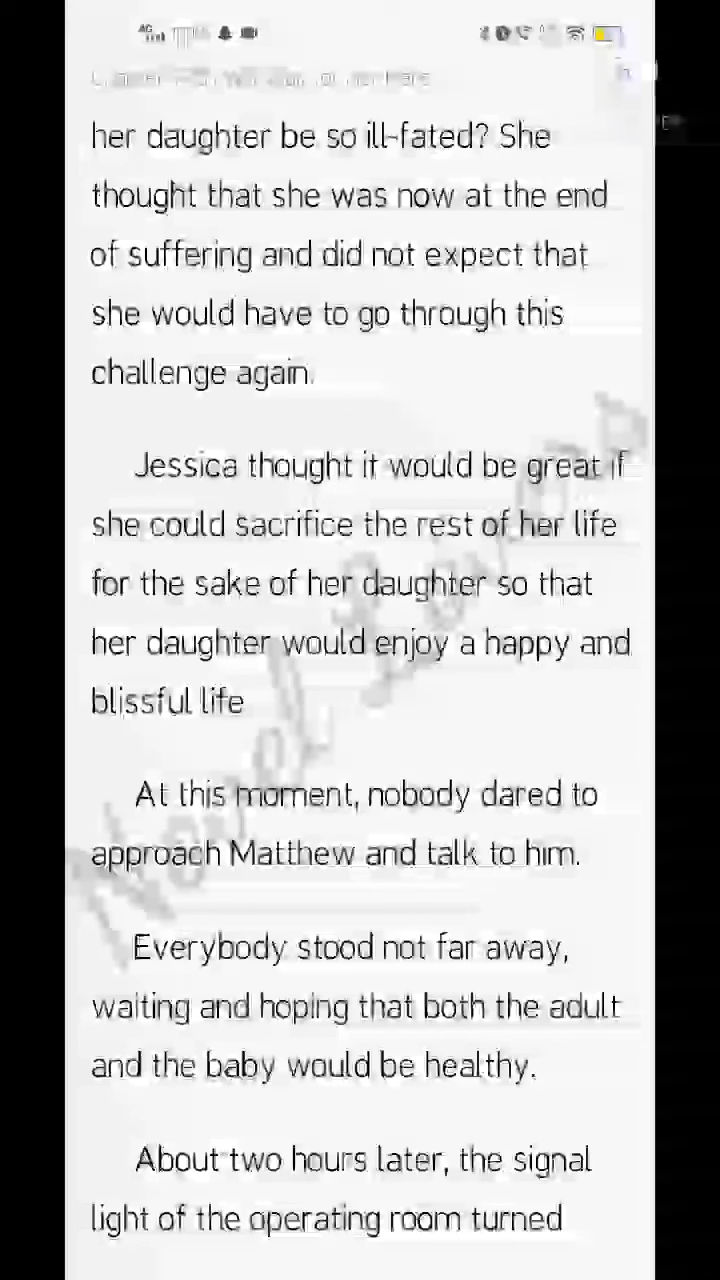 her daughter be so ill-fated? She
thought that she was now at the end
of suffering and did not expect that
she would have to go through this
challenge again.
Jessica thought it would be great if
she could sacrifice the rest of her life
for the sake of her daughter so that
her daughter would enjoy a happy and
blissful life
At this moment, nobody dared to
approach Matthew and talk to him.
Everybody stood not far away,
waiting and hoping that both the adult
and the baby would be healthy.
About two hours later, the signal
light of the operating room turned
Novel Lovers